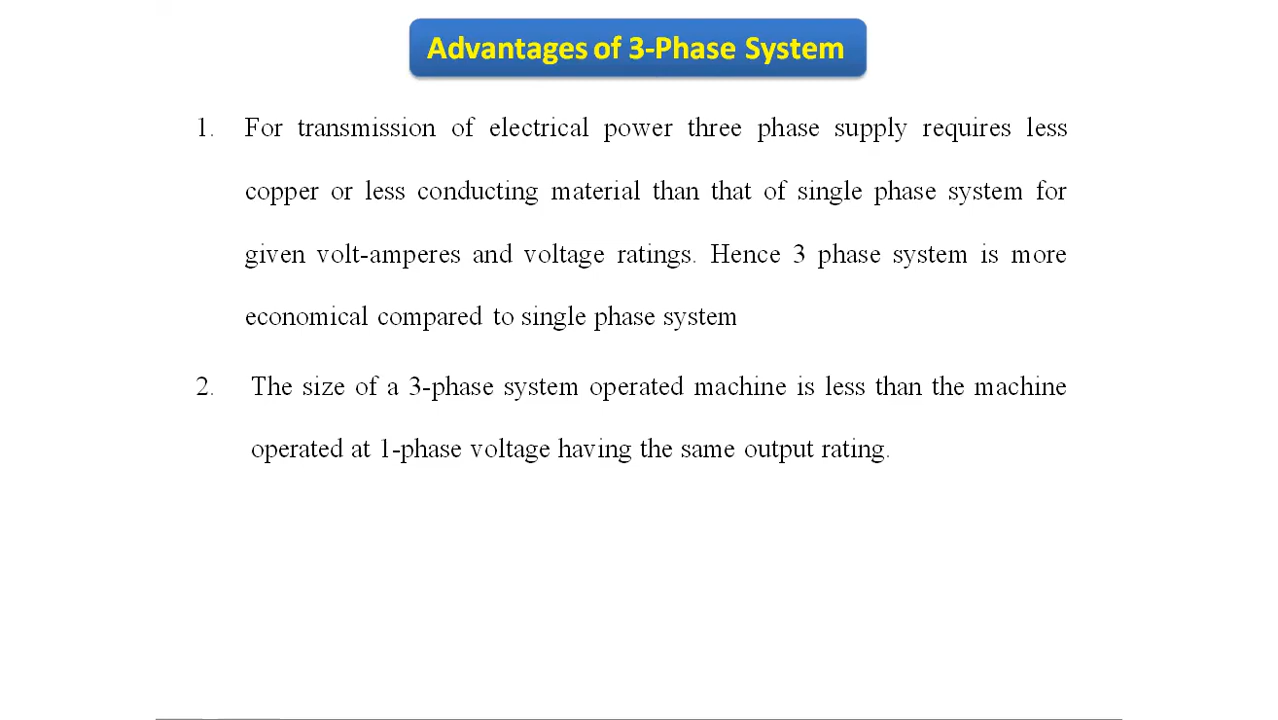 Advantages of 3-Phase System
1. For transmission of electrical power three phase supply requires less
copper or less conducting material than that of single phase system for
given volt-amperes and voltage ratings. Hence 3 phase system is more
economical compared to single phase system
2. The size of a 3-phase system operated machine is less than the machine
operated at 1-phase voltage having the same output rating.